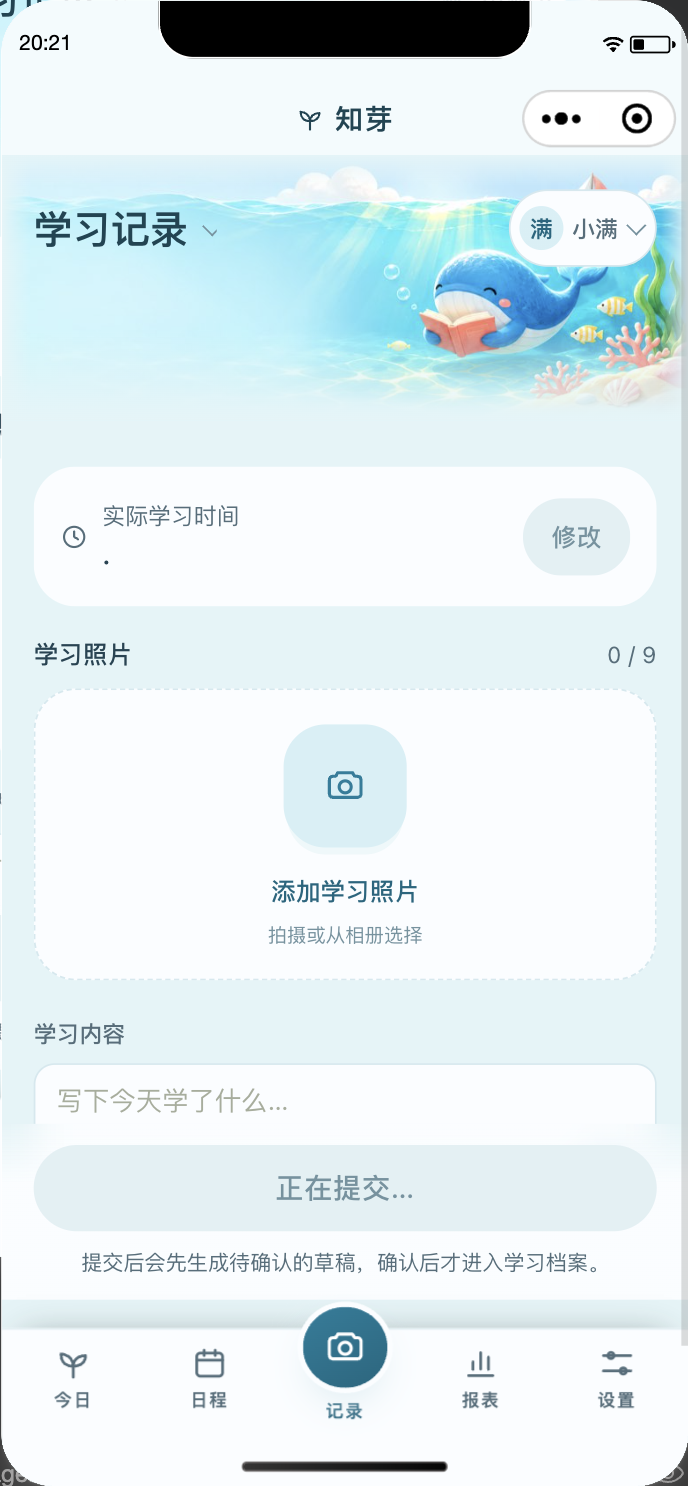 20:21
知芽
学习记录
满 小满
实际学习时间
·
修改
学习照片
0 / 9
添加学习照片
拍摄或从相册选择
学习内容
写下今天学了什么...
正在提交...
提交后会先生成待确认的草稿，确认后才进入学习档案。
今日
日程
记录
报表
设置